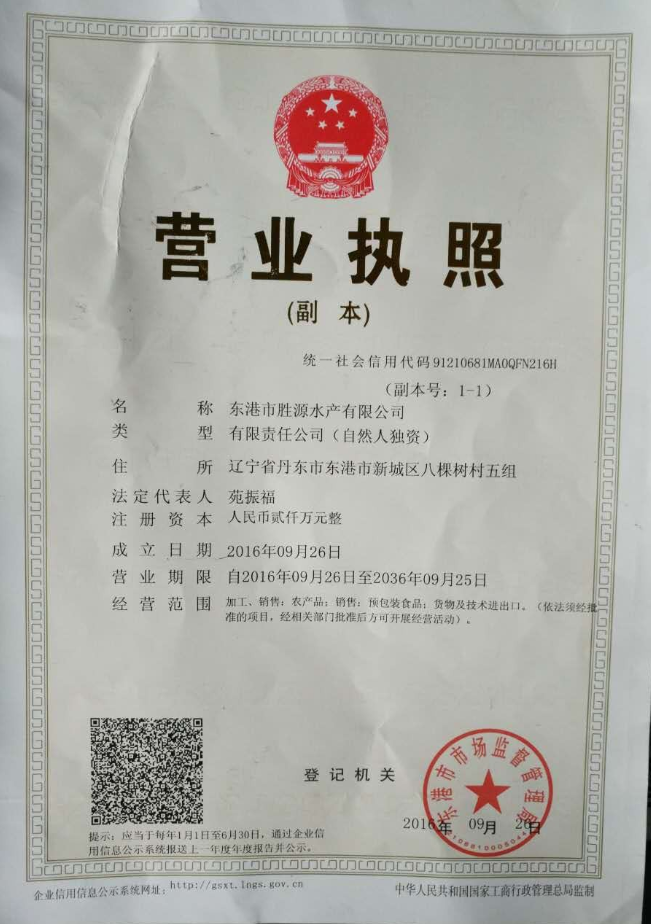 营业执照
(副 本)
统一社会信用代码 91210681MA0QFN216H
（副本号：1-1）
名 称 东港市胜源水产有限公司
类 型 有限责任公司（自然人独资）
住 所 辽宁省丹东市东港市新城区八棵树村五组
法定代表人 苑振福
注册资本 人民币贰仟万元整
成立日期 2016年09月26日
营业期限 自2016年09月26日至2036年09月25日
经营范围 加工、销售：农产品；销售：预包装食品；货物及技术进出口。（依法须经批
准的项目，经相关部门批准后方可开展经营活动）。
登记机关
东港市市场监督管理局
2016年 09月 26日
提示：应当于每年1月1日至6月30日，通过企业信
用信息公示系统报送上一年度年度报告并公示。
企业信用信息公示系统网址：http://gsxt.lngs.gov.cn
中华人民共和国国家工商行政管理总局监制